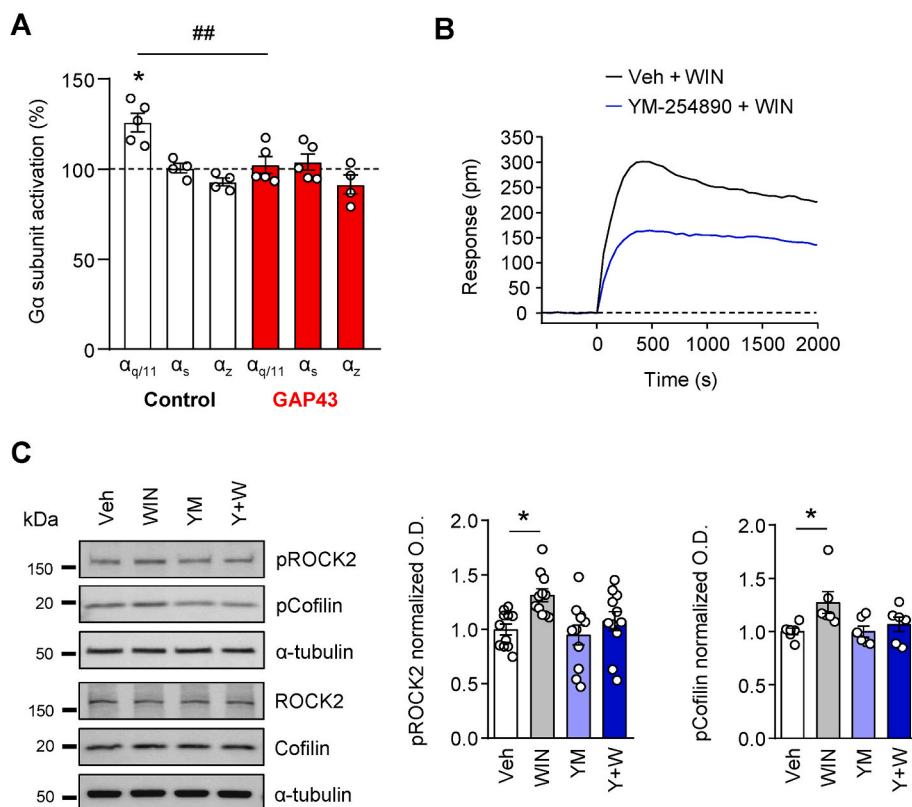 A
##
*
150
100
50
0
Gα subunit activation (%)
αq/11 αs αz αq/11 αs αz
Control GAP43
B
Veh + WIN
YM-254890 + WIN
350
300
250
200
150
100
50
0
Response (pm)
0 500 1000 1500 2000
Time (s)
C
kDa
Veh WIN YM Y+W
150 pROCK2
20 pCofilin
50 α-tubulin
150 ROCK2
20 Cofilin
50 α-tubulin
*
2.0
1.5
1.0
0.5
0.0
pROCK2 normalized O.D.
Veh WIN YM Y+W
*
2.0
1.5
1.0
0.5
0.0
pCofilin normalized O.D.
Veh WIN YM Y+W